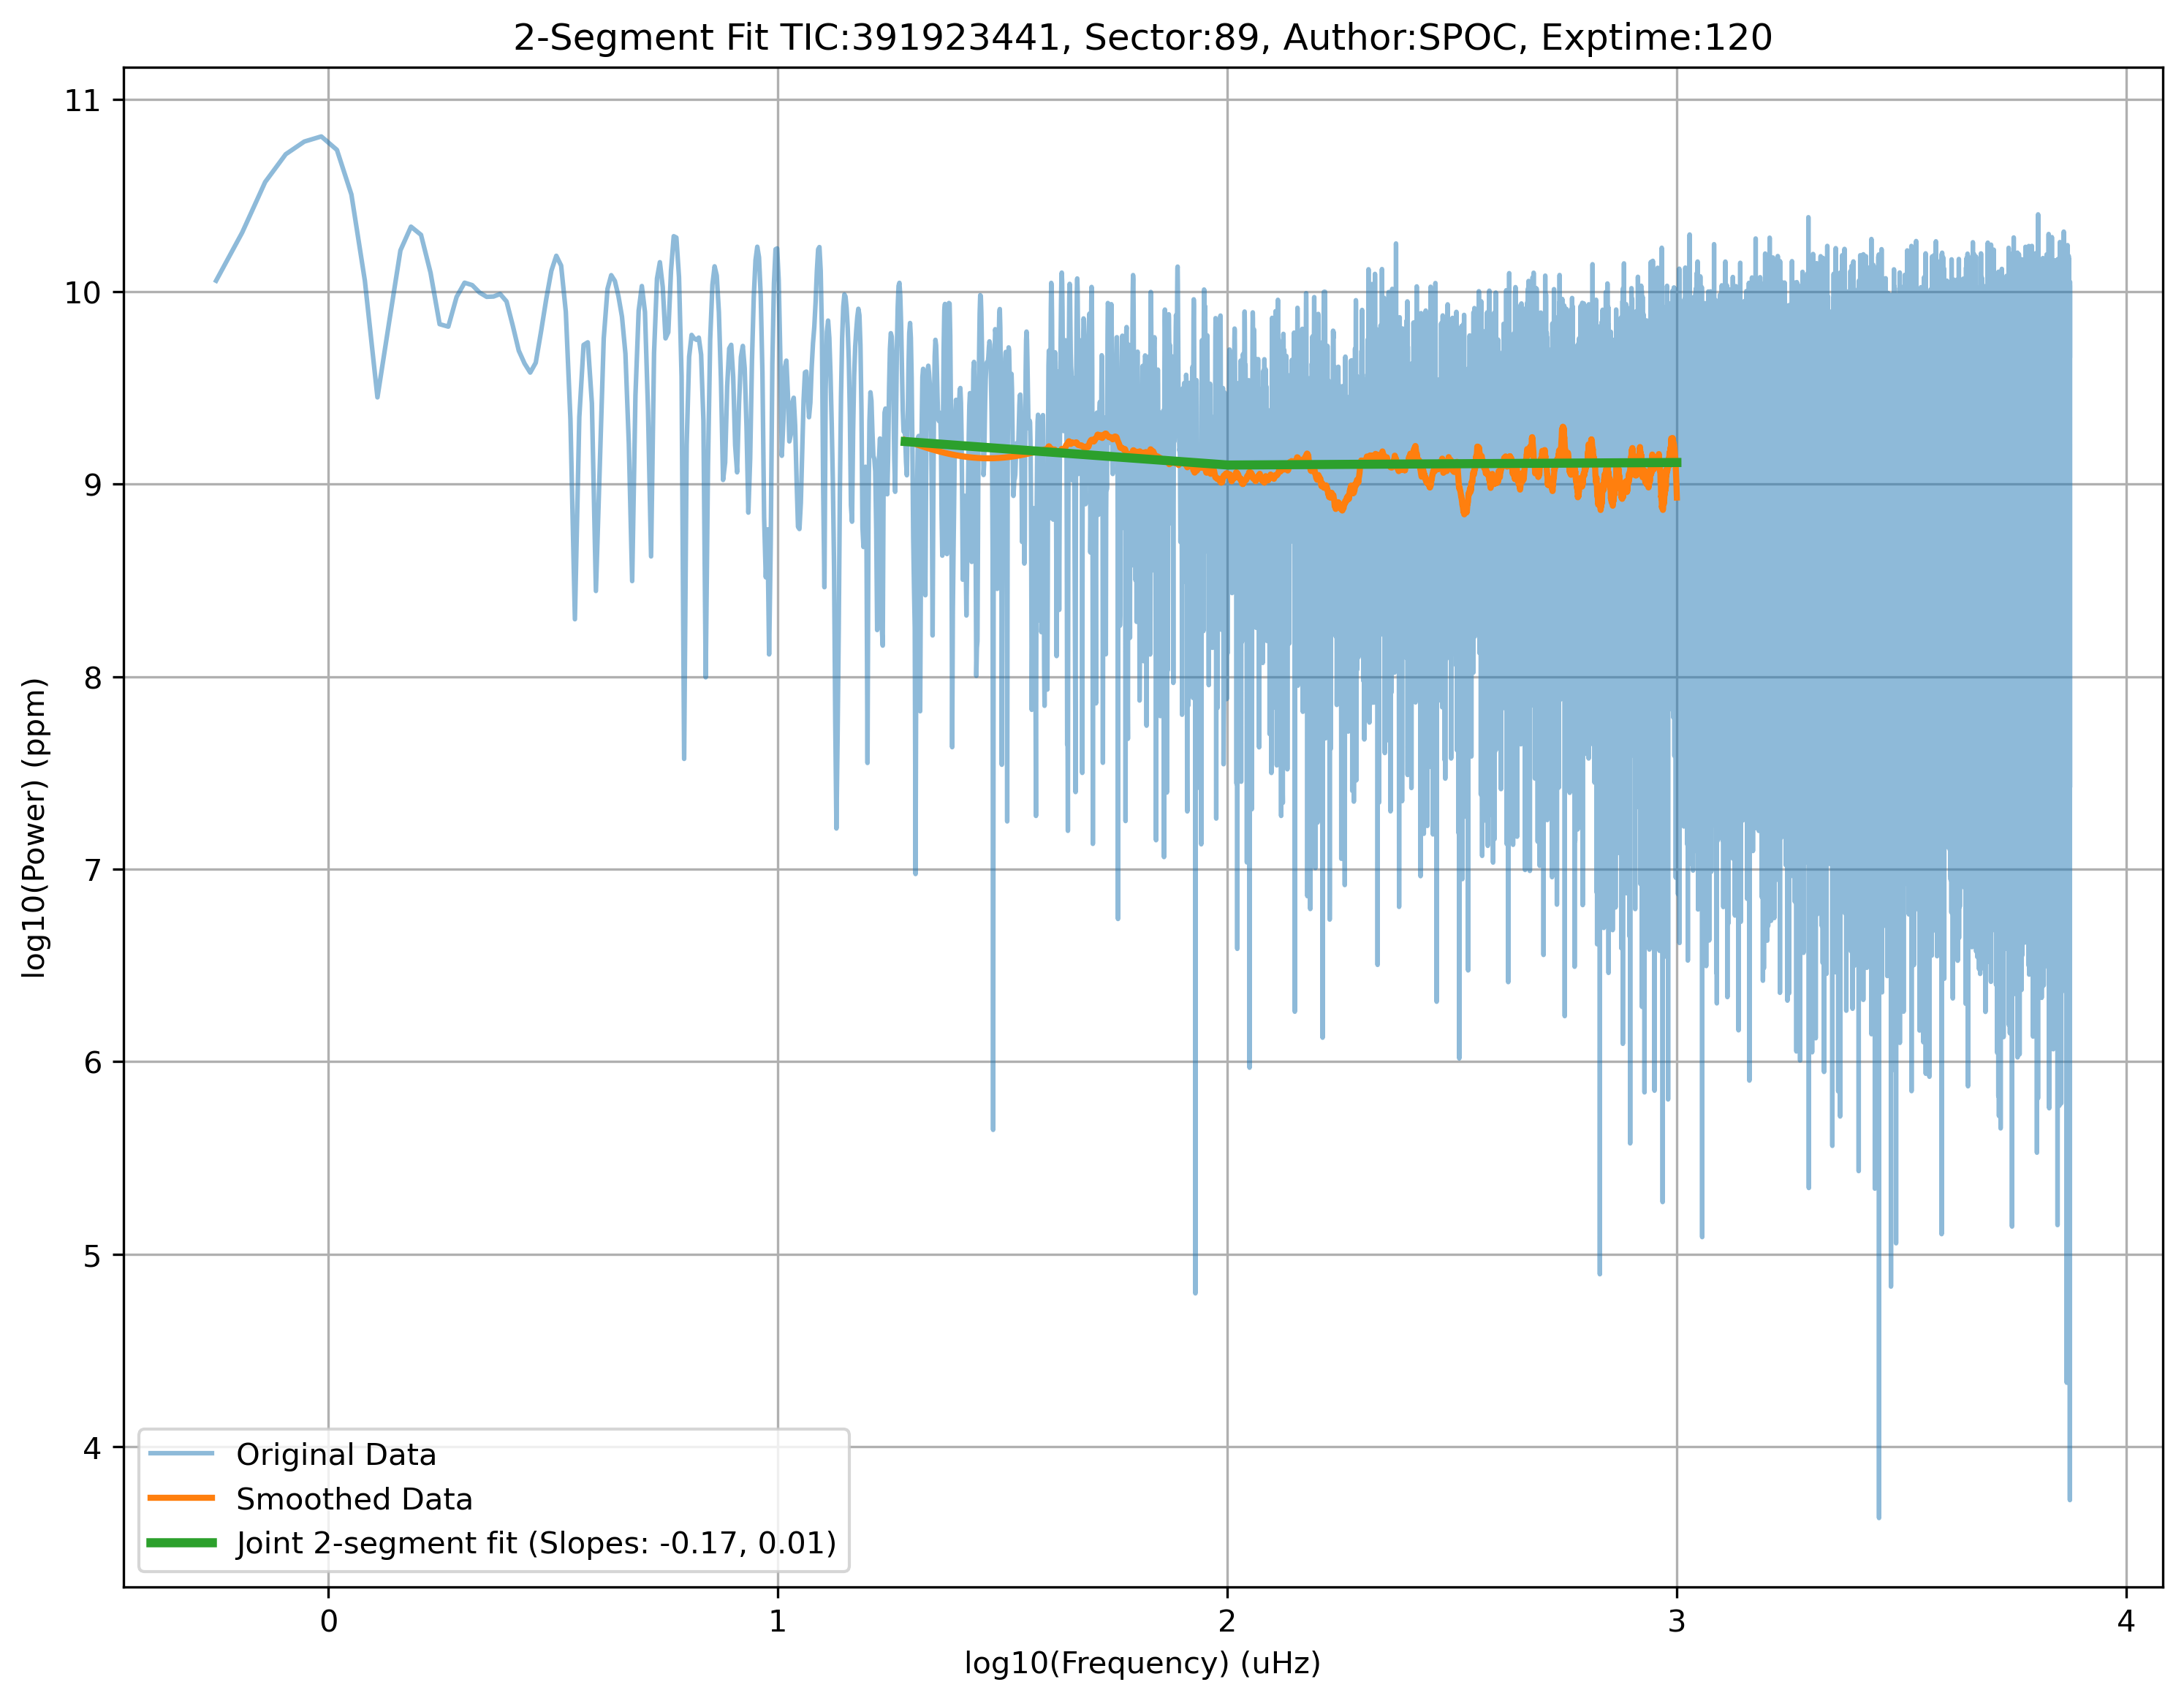 2-Segment Fit TIC:391923441, Sector:89, Author:SPOC, Exptime:120
11
10
9
8
7
6
5
4
log10(Power) (ppm)
Original Data
Smoothed Data
Joint 2-segment fit (Slopes: -0.17, 0.01)
0
1
2
3
4
log10(Frequency) (uHz)